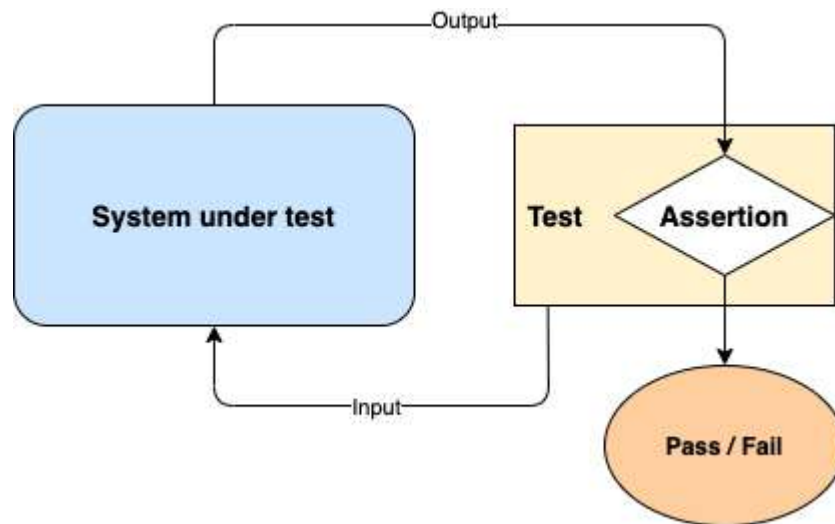 Output
System under test
Test
Assertion
Input
Pass / Fail